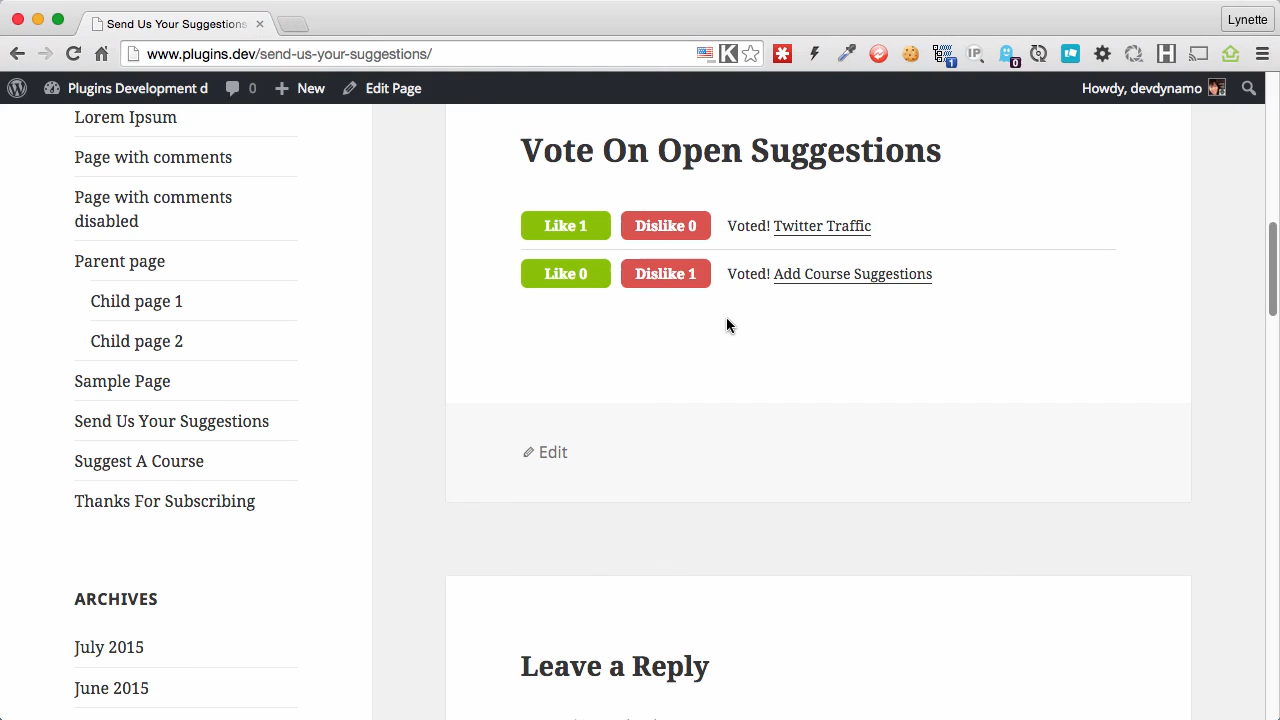 Send Us Your Suggestions
Lynette
www.plugins.dev/send-us-your-suggestions/
K
IP
1
0
H
Plugins Development d
0
New
Edit Page
Howdy, devdynamo
Lorem Ipsum
Page with comments
Page with comments
disabled
Parent page
Child page 1
Child page 2
Sample Page
Send Us Your Suggestions
Suggest A Course
Thanks For Subscribing
ARCHIVES
July 2015
June 2015
Vote On Open Suggestions
Like 1 Dislike 0 Voted! Twitter Traffic
Like 0 Dislike 1 Voted! Add Course Suggestions
Edit
Leave a Reply